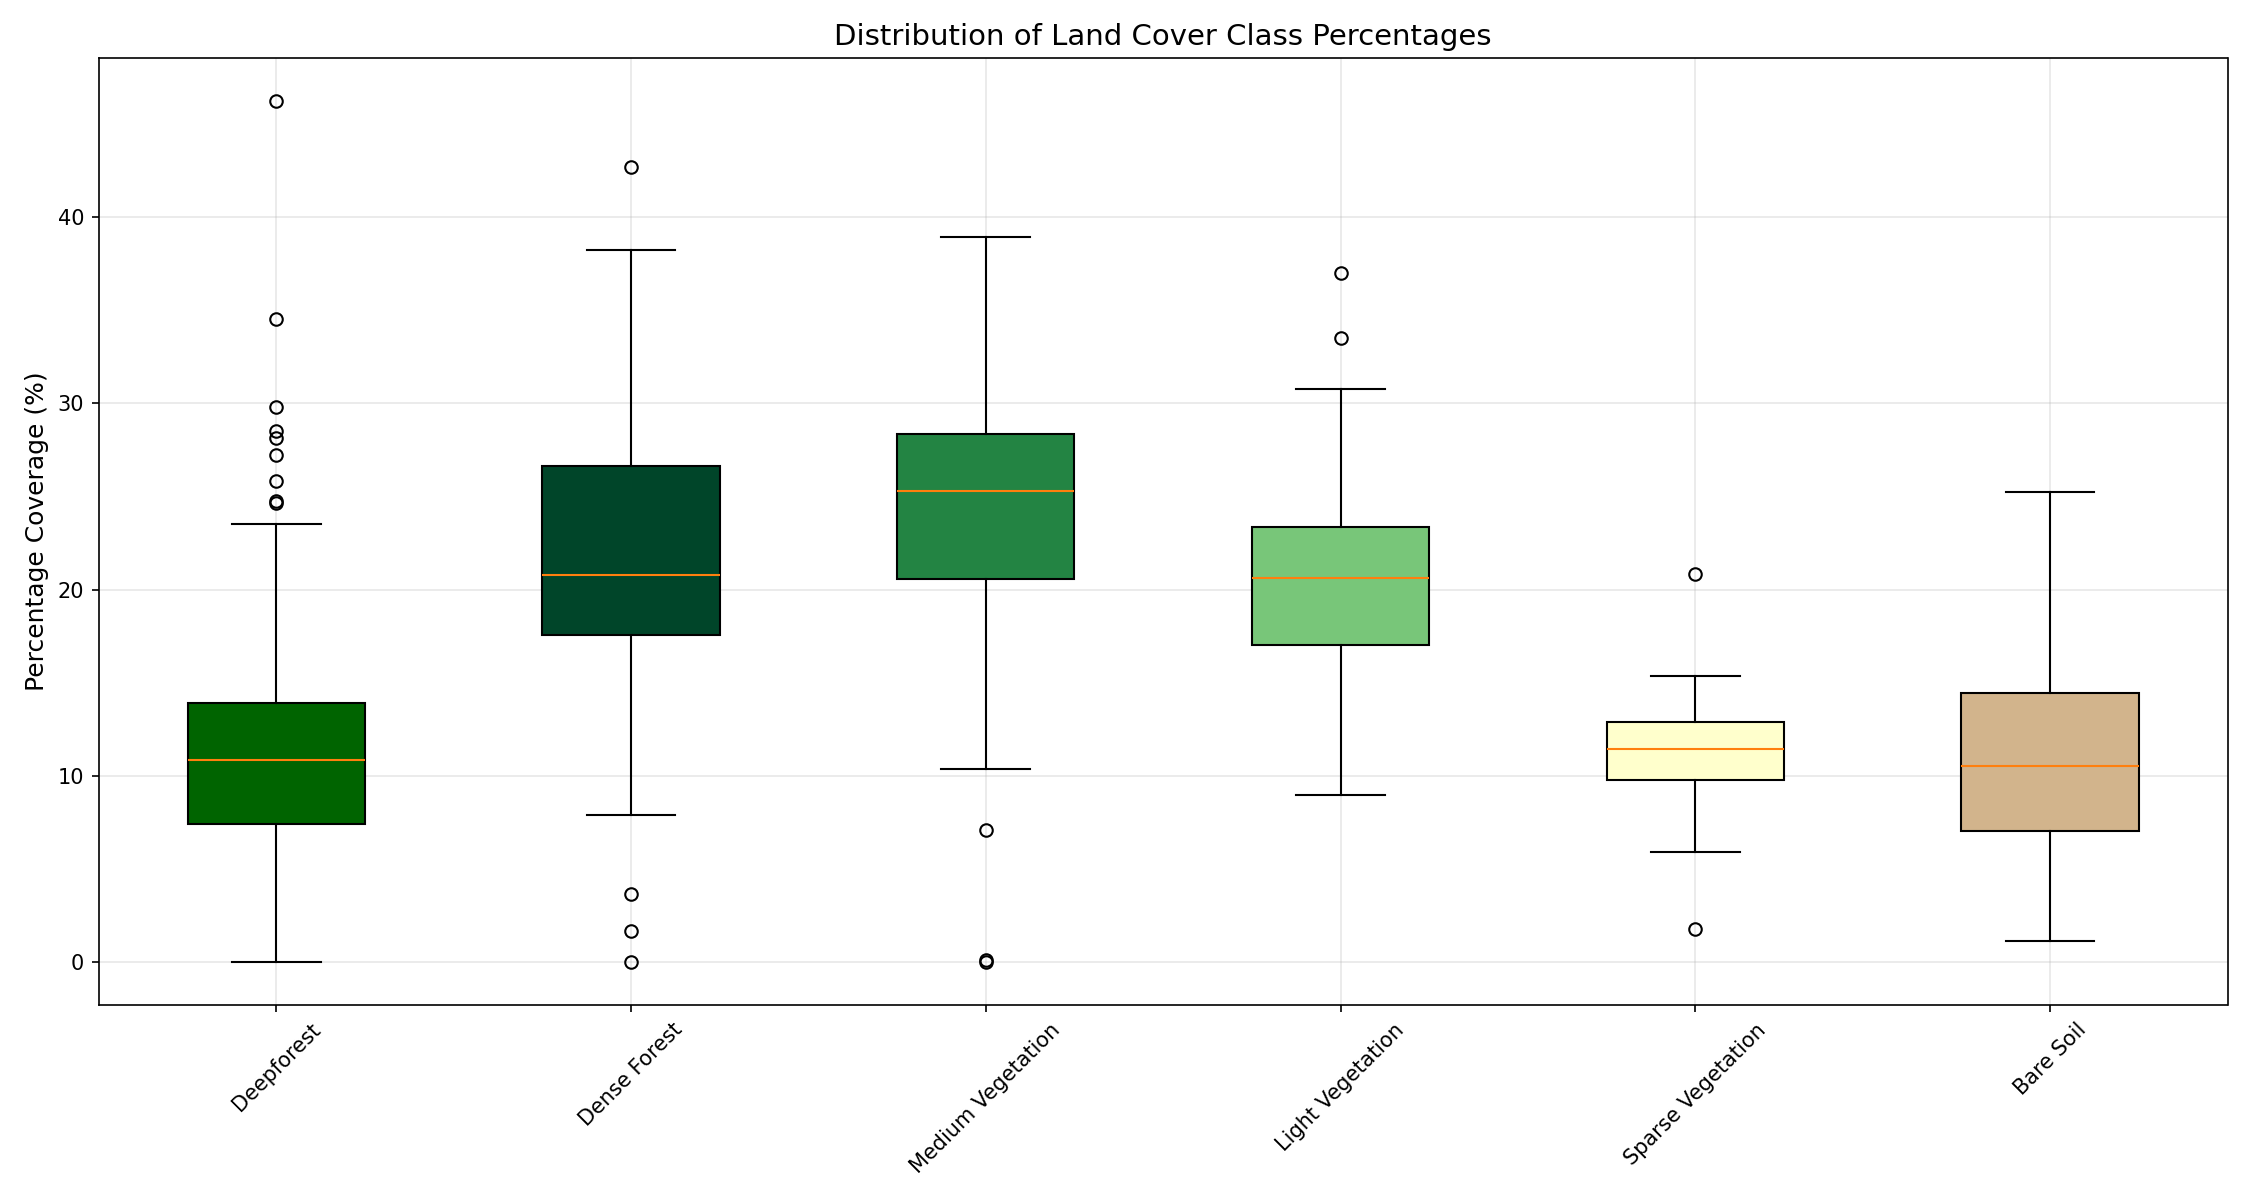 Distribution of Land Cover Class Percentages
Percentage Coverage (%)
40
30
20
10
0
Deepforest
Dense Forest
Medium Vegetation
Light Vegetation
Sparse Vegetation
Bare Soil